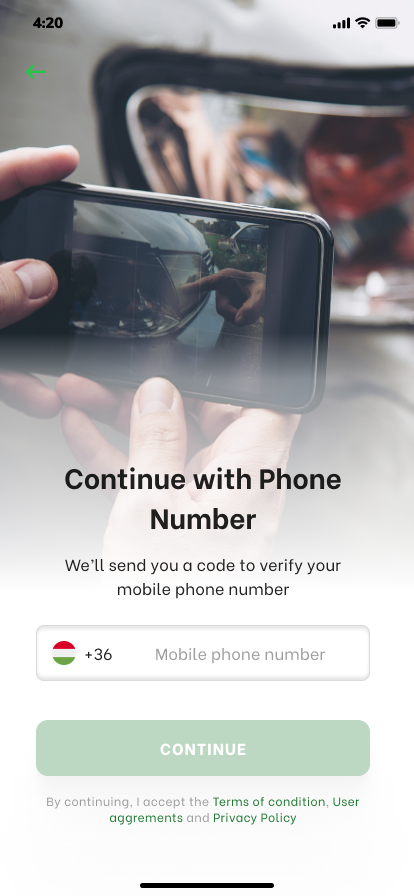 4:20
Continue with Phone
Number
We'll send you a code to verify your
mobile phone number
+36 Mobile phone number
CONTINUE
By continuing, I accept the Terms of condition, User
aggrements and Privacy Policy